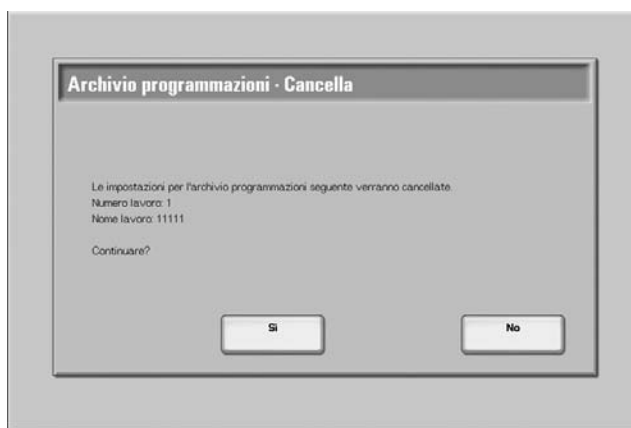 Archivio programmazioni - Cancella
Le impostazioni per l'archivio programmazioni seguente verranno cancellate.
Numero lavoro: 1
Nome lavoro: 11111
Continuare?
Sì
No